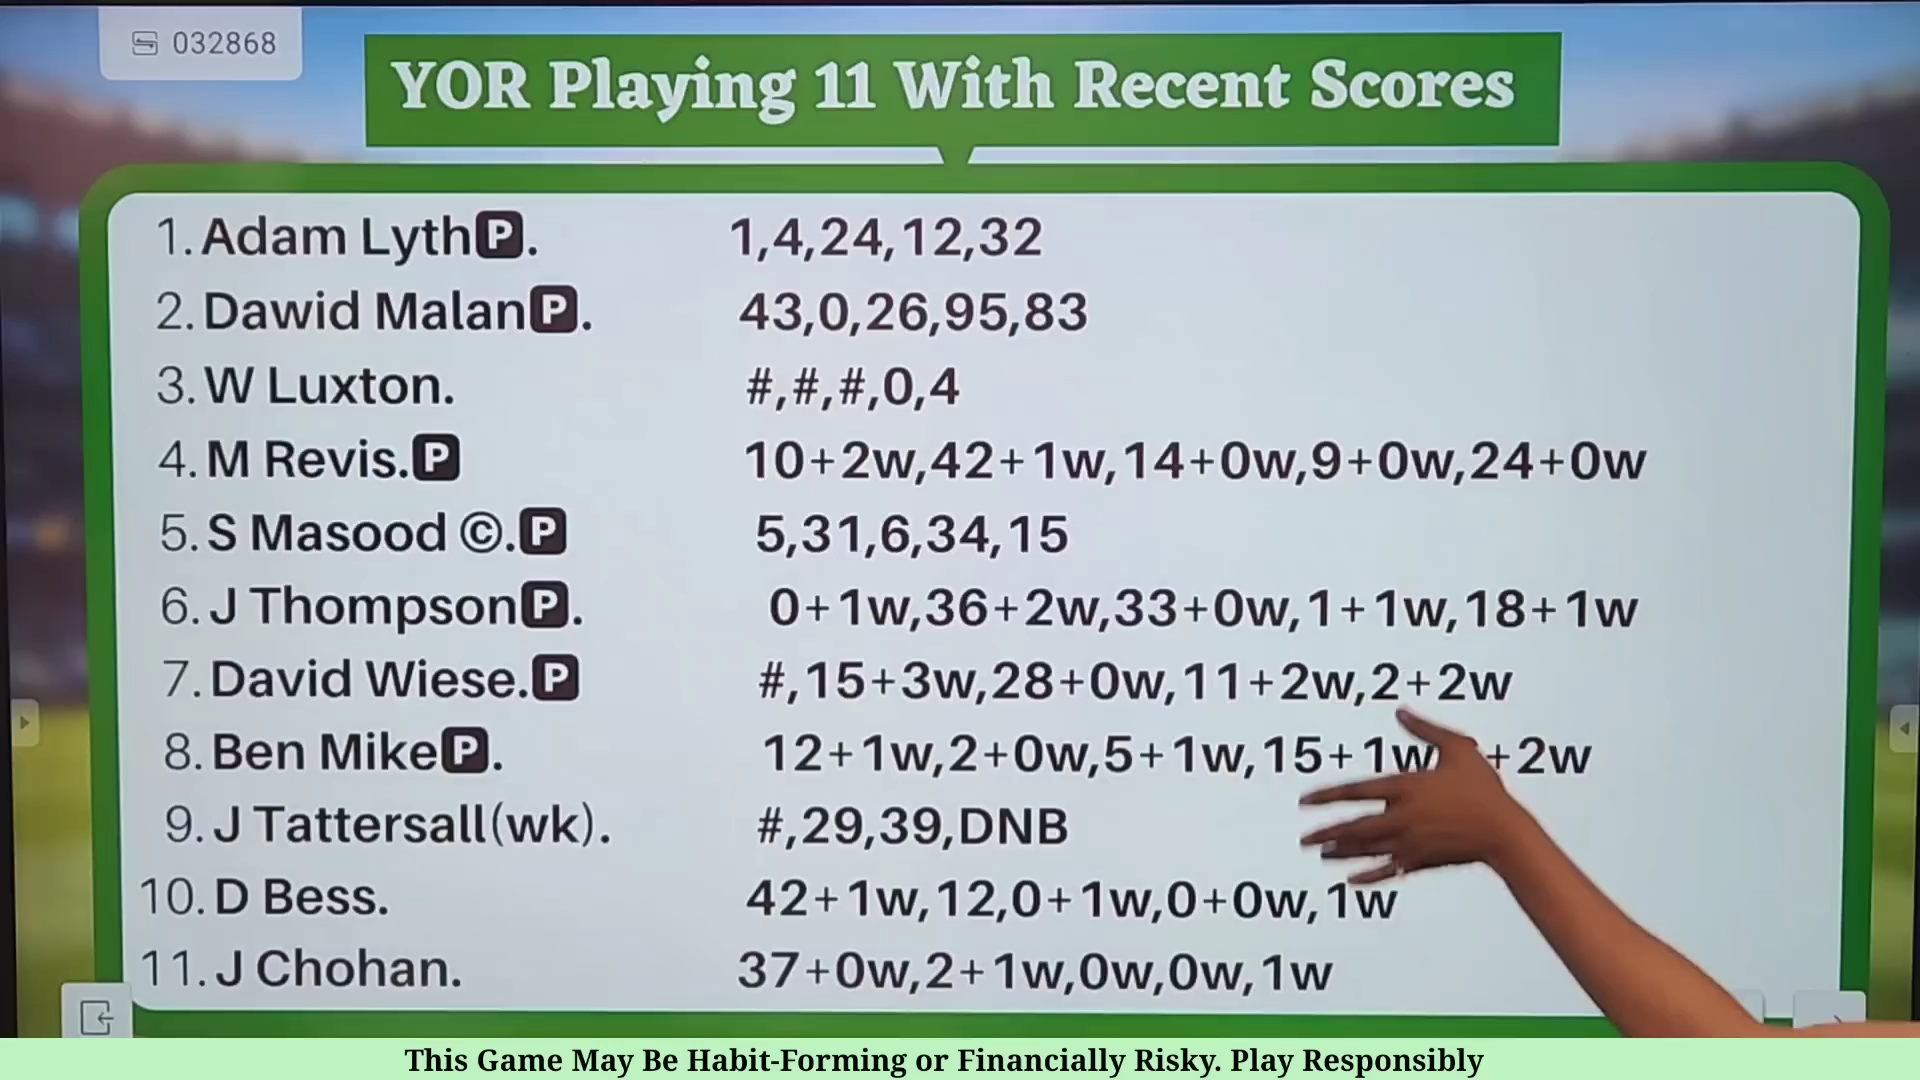 032868
YOR Playing 11 With Recent Scores
1. Adam Lyth🅿. 1,4,24,12,32
2. Dawid Malan🅿. 43,0,26,95,83
3. W Luxton. #,#,#,0,4
4. M Revis.🅿 10+2w,42+1w,14+0w,9+0w,24+0w
5. S Masood ©.🅿 5,31,6,34,15
6. J Thompson🅿. 0+1w,36+2w,33+0w,1+1w,18+1w
7. David Wiese.🅿 #,15+3w,28+0w,11+2w,2+2w
8. Ben Mike🅿. 12+1w,2+0w,5+1w,15+1w +2w
9. J Tattersall(wk). #,29,39,DNB
10. D Bess. 42+1w,12,0+1w,0+0w,1w
11. J Chohan. 37+0w,2+1w,0w,0w,1w
This Game May Be Habit-Forming or Financially Risky. Play Responsibly